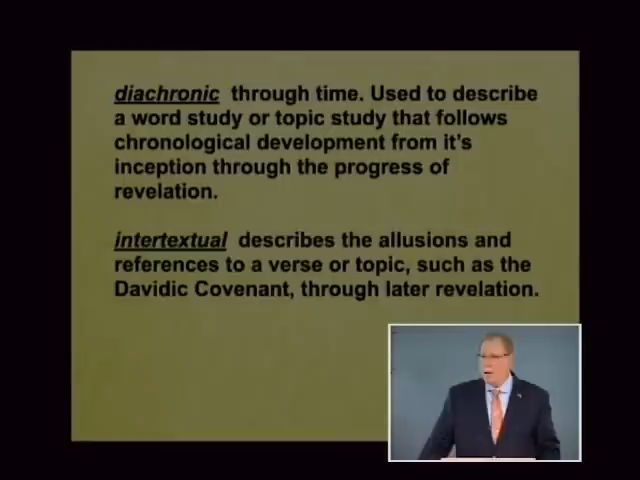 diachronic through time. Used to describe
a word study or topic study that follows
chronological development from it's
inception through the progress of
revelation.
intertextual describes the allusions and
references to a verse or topic, such as the
Davidic Covenant, through later revelation.